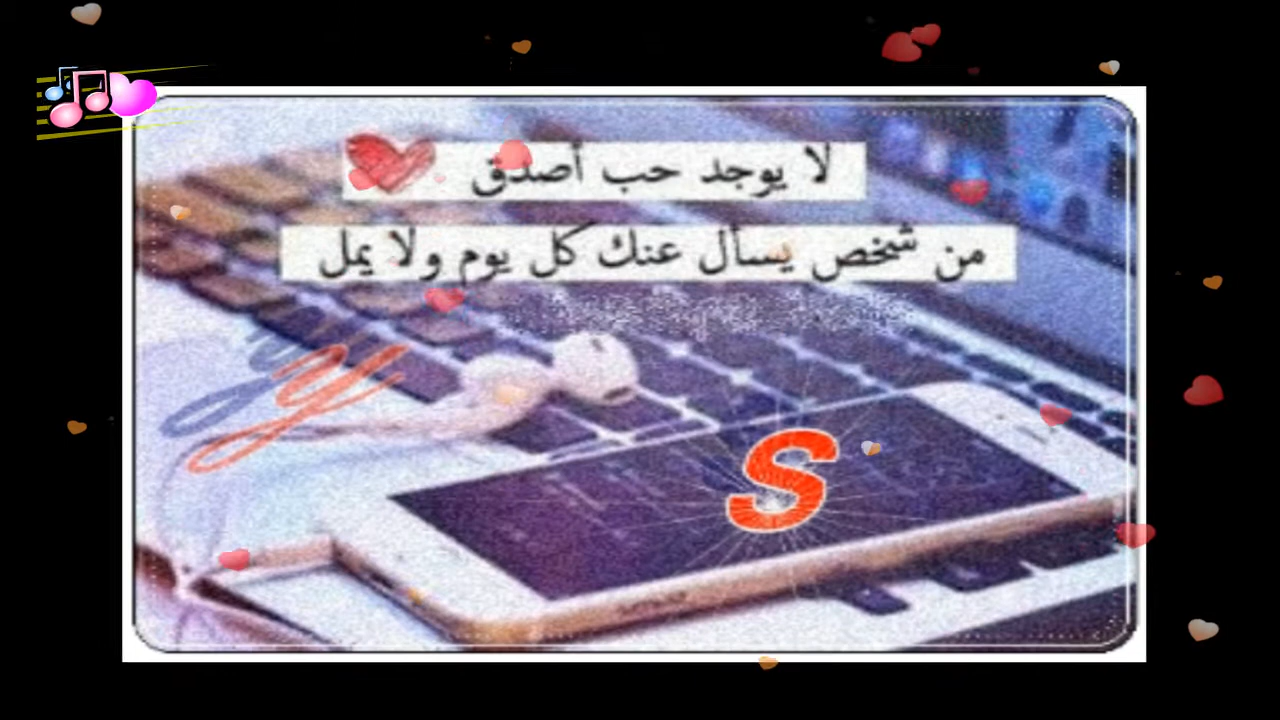 لا يوجد حب أصدق
من شخص يسأل عنك كل يوم ولا يمل
y
S